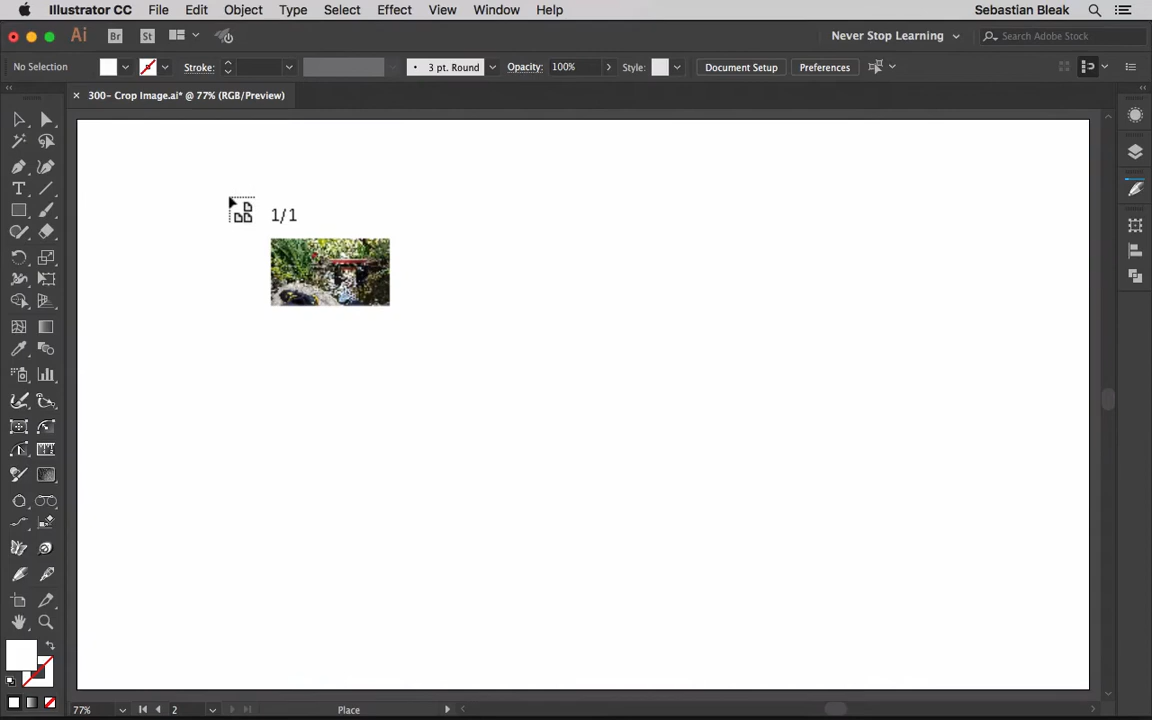 Illustrator CC File Edit Object Type Select Effect View Window Help Sebastian Bleak
Ai Br St Never Stop Learning Search Adobe Stock
No Selection Stroke: 3 pt. Round Opacity: 100% Style: Document Setup Preferences
300- Crop Image.ai* @ 77% (RGB/Preview)
1/1
T
77% 2 Place